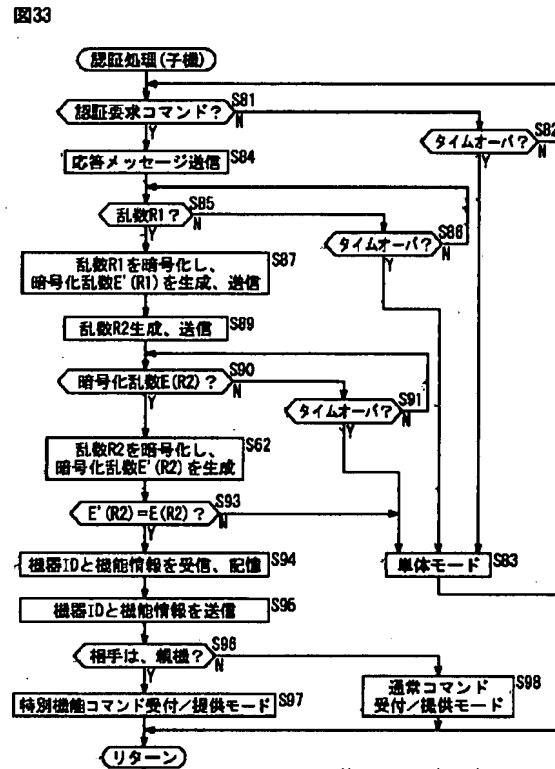 図33
認証処理(子機)
認証要求コマンド?
S81
Y
N
タイムオーバ?
S82
Y
N
応答メッセージ送信
S84
乱数R1?
S85
Y
N
タイムオーバ?
S86
Y
N
乱数R1を暗号化し、
暗号化乱数E'(R1)を生成、送信
S87
乱数R2生成、送信
S89
暗号化乱数E(R2)?
S90
Y
N
タイムオーバ?
S91
Y
N
乱数R2を暗号化し、
暗号化乱数E'(R2)を生成
S62
E'(R2)=E(R2)?
S93
Y
N
機器IDと機能情報を受信、記憶
S94
単体モード
S83
機器IDと機能情報を送信
S95
相手は、親機?
S96
Y
N
特別機能コマンド受付/提供モード
S97
通常コマンド
受付/提供モード
S98
リターン